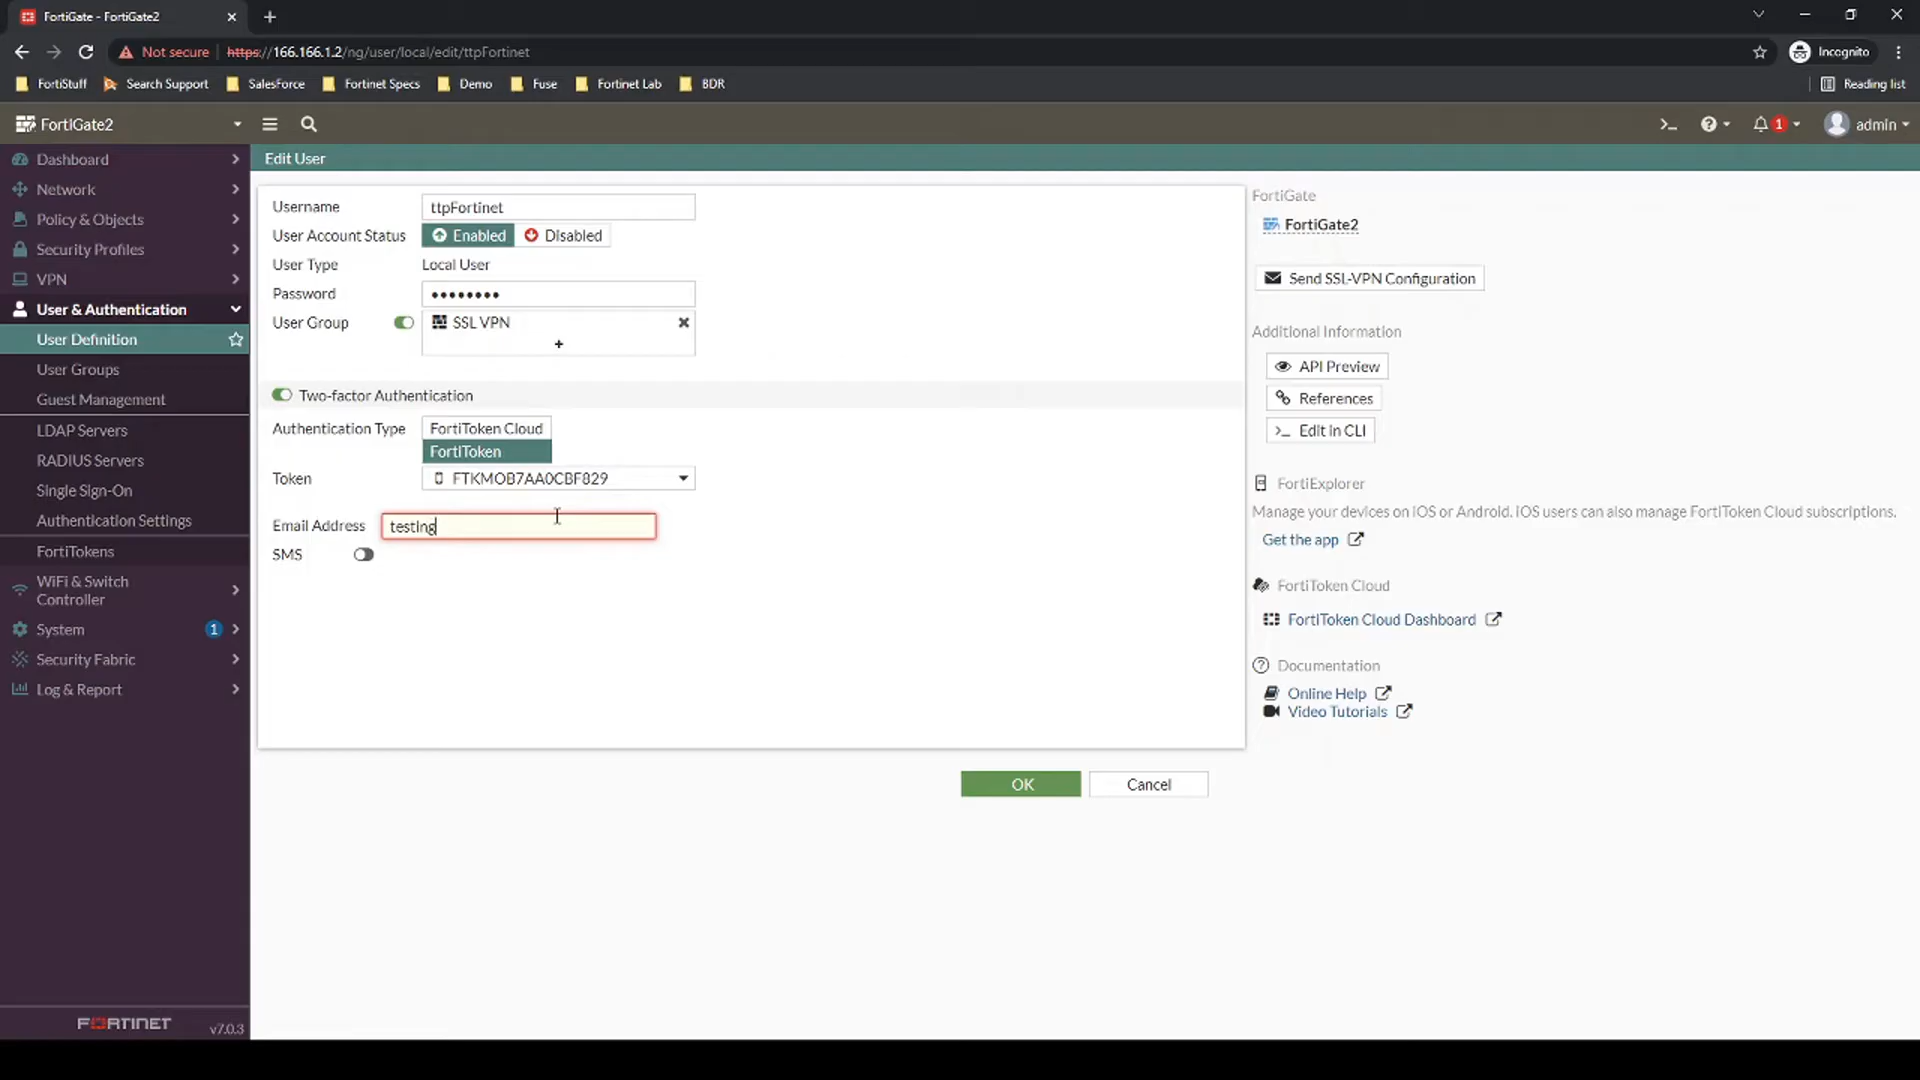 FortiGate - FortiGate2
Not secure https://166.166.1.2/ng/user/local/edit/ttpFortinet Incognito
FortiStuff Search Support SalesForce Fortinet Specs Demo Fuse Fortinet Lab BDR Reading list
FortiGate2 1 admin
Dashboard
Network
Policy & Objects
Security Profiles
VPN
User & Authentication
User Definition
User Groups
Guest Management
LDAP Servers
RADIUS Servers
Single Sign-On
Authentication Settings
FortiTokens
WiFi & Switch
Controller
System 1
Security Fabric
Log & Report
FORTINET v7.0.3
Edit User
Username ttpFortinet
User Account Status Enabled Disabled
User Type Local User
Password ••••••••
User Group SSL VPN
+
Two-factor Authentication
Authentication Type FortiToken Cloud
FortiToken
Token FTKMOB7AA0CBF829
Email Address testing
SMS
OK Cancel
FortiGate
FortiGate2
Send SSL-VPN Configuration
Additional Information
API Preview
References
>_ Edit in CLI
FortiExplorer
Manage your devices on iOS or Android. iOS users can also manage FortiToken Cloud subscriptions.
Get the app
FortiToken Cloud
FortiToken Cloud Dashboard
Documentation
Online Help
Video Tutorials